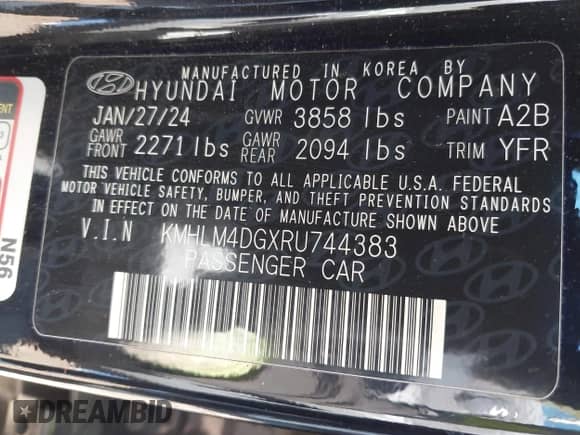 MANUFACTURED IN KOREA BY
HYUNDAI MOTOR COMPANY
JAN/27/24 GVWR 3858 lbs PAINT A2B
GAWR FRONT 2271 lbs GAWR REAR 2094 lbs TRIM YFR
THIS VEHICLE CONFORMS TO ALL APPLICABLE U.S.A. FEDERAL
MOTOR VEHICLE SAFETY, BUMPER, AND THEFT PREVENTION STANDARDS
IN EFFECT ON THE DATE OF MANUFACTURE SHOWN ABOVE
V.I.N KMHLM4DGXRU744383
PASSENGER CAR
N56
DREAMBID